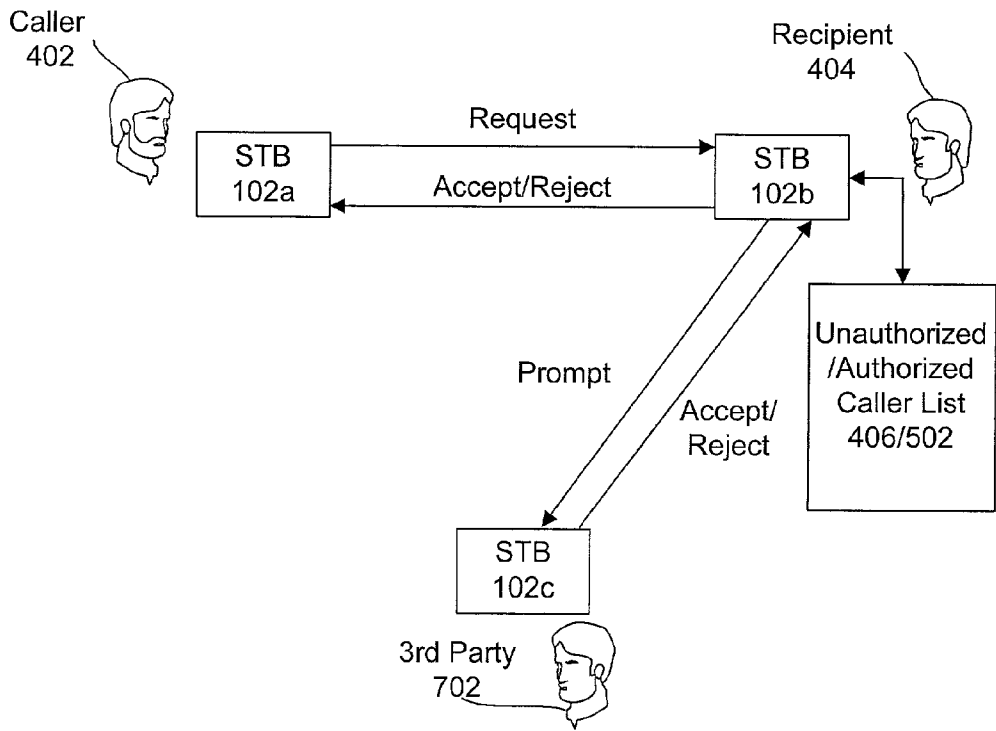 Caller
402
Recipient
404
Request
STB
102a
STB
102b
Accept/Reject
Unauthorized
/Authorized
Caller List
406/502
Prompt
Accept/
Reject
STB
102c
3rd Party
702